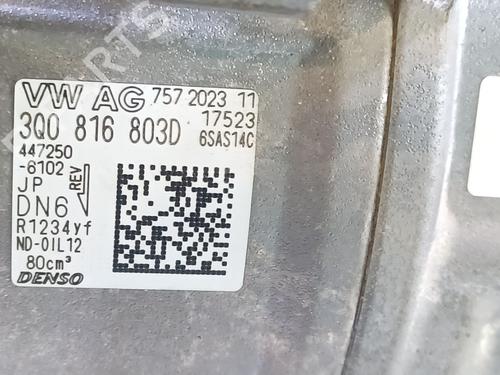 VW AG 757 2023 11
17523
3Q0 816 803D 6SAS14C
447250
-6102
JP REV
DN6
R1234yf
ND-OIL12
80cm³
DENSO